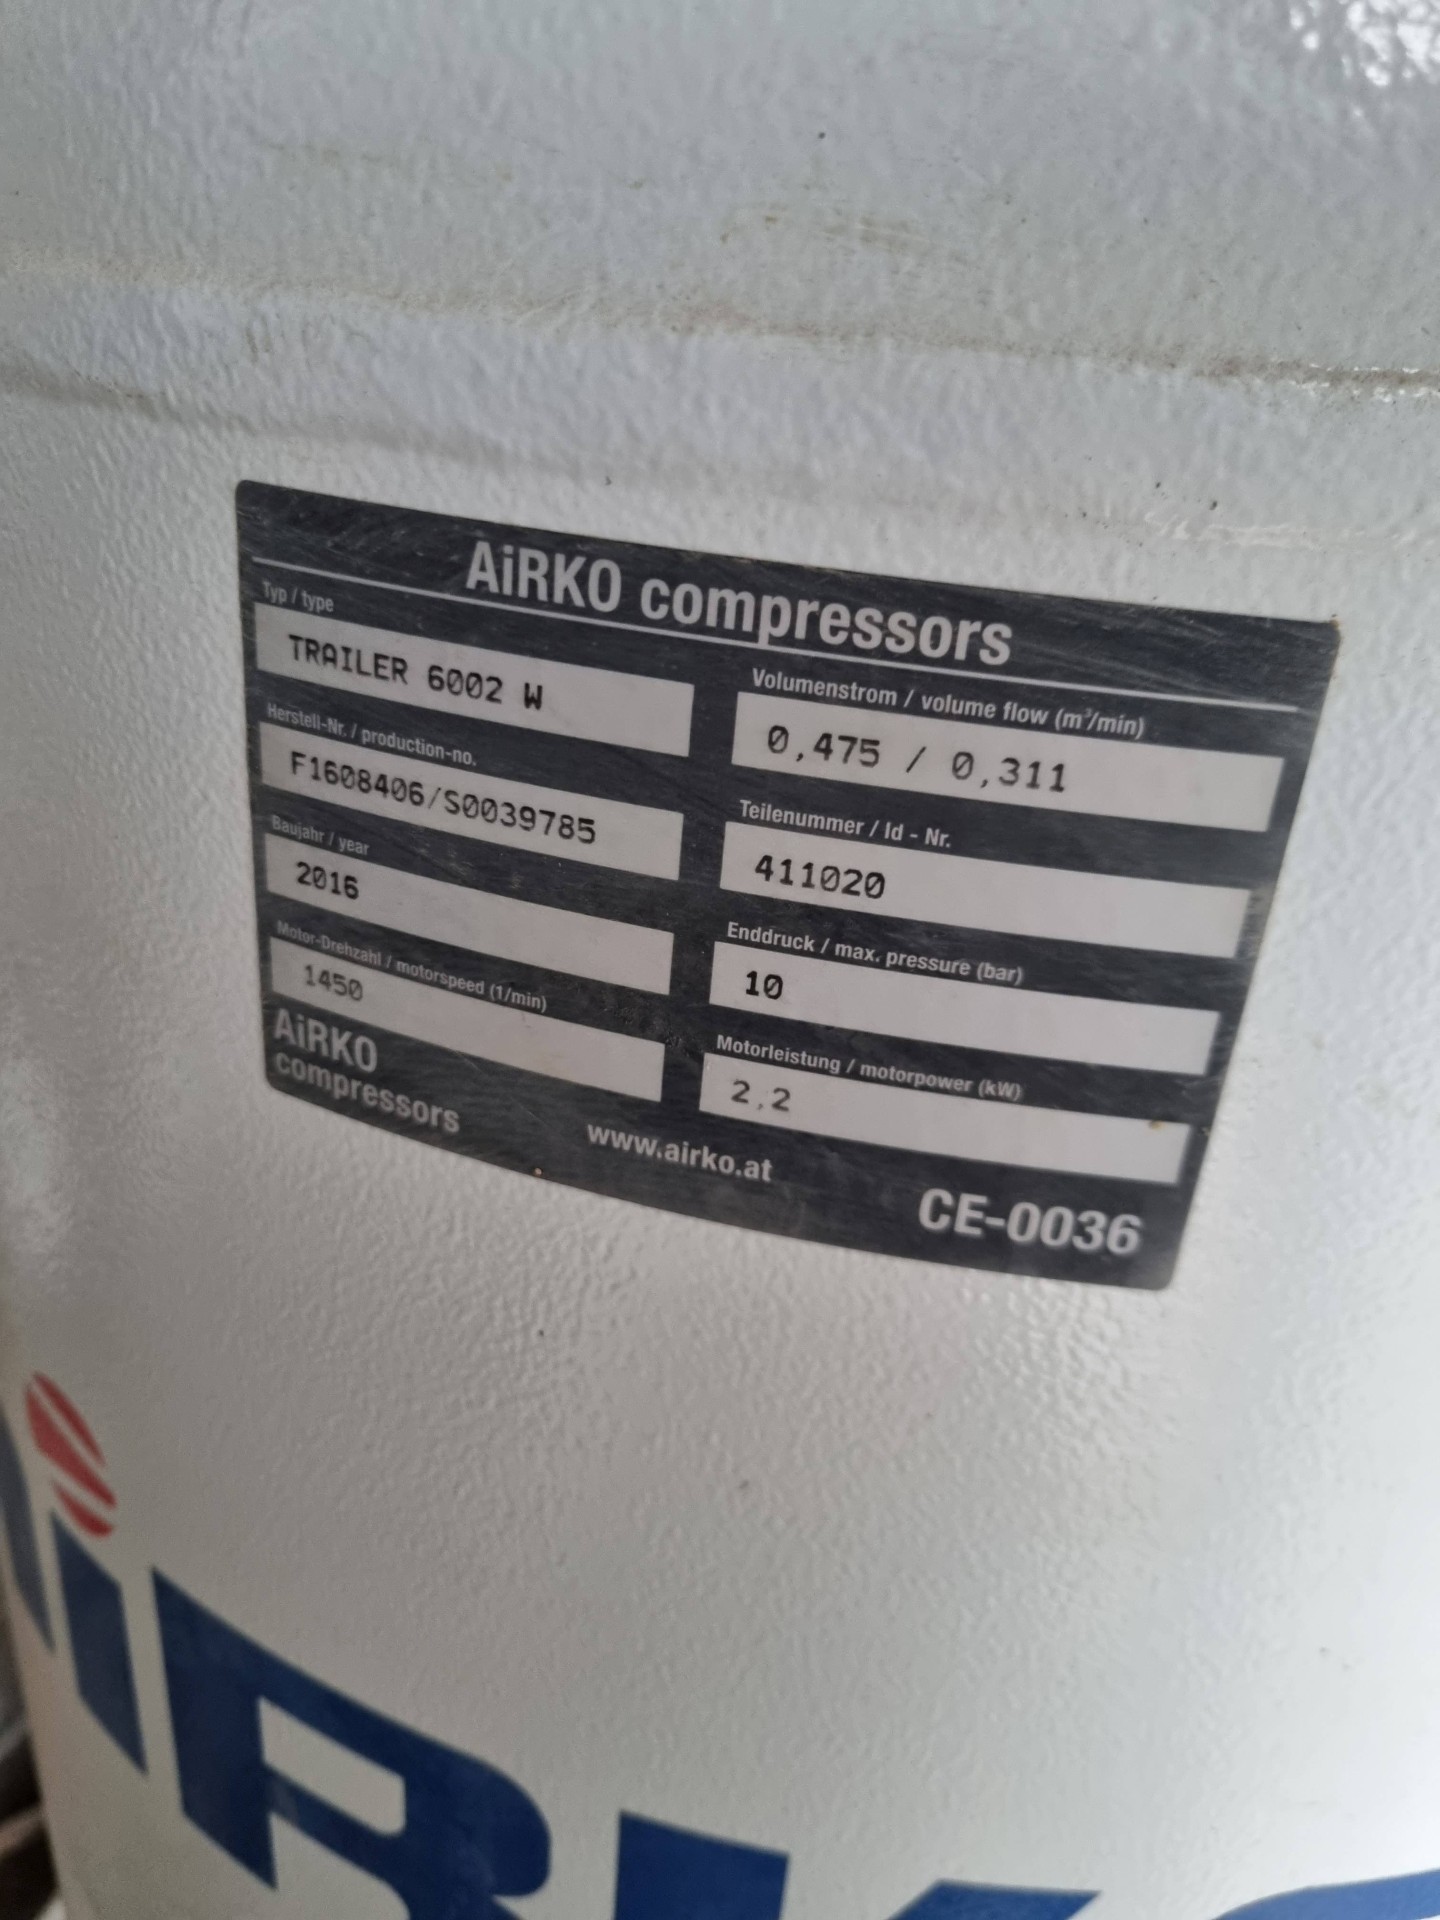 AiRKO compressors
Typ / type
TRAILER 6002 W
Volumenstrom / volume flow (m³/min)
0,475 / 0,311
Herstell-Nr. / production-no.
F1608406/S0039785
Teilenummer / Id - Nr.
411020
Baujahr / year
2016
Enddruck / max. pressure (bar)
10
Motor-Drehzahl / motorspeed (1/min)
1450
Motorleistung / motorpower (kW)
2,2
AiRKO
compressors
www.airko.at
CE-0036
AiRKO